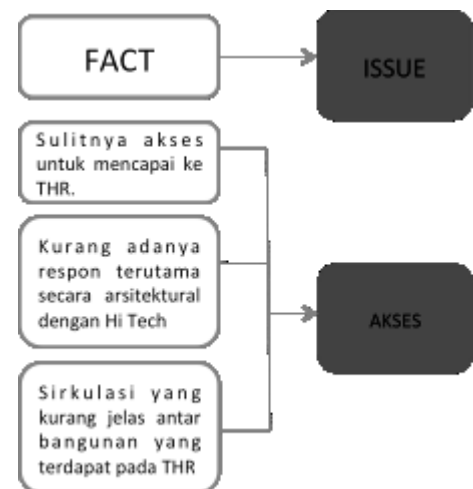 FACT
ISSUE
Sulitnya akses
untuk mencapai ke
THR.
Kurang adanya
respon terutama
secara arsitektural
dengan Hi Tech
AKSES
Sirkulasi yang
kurang jelas antar
bangunan yang
terdapat pada THR